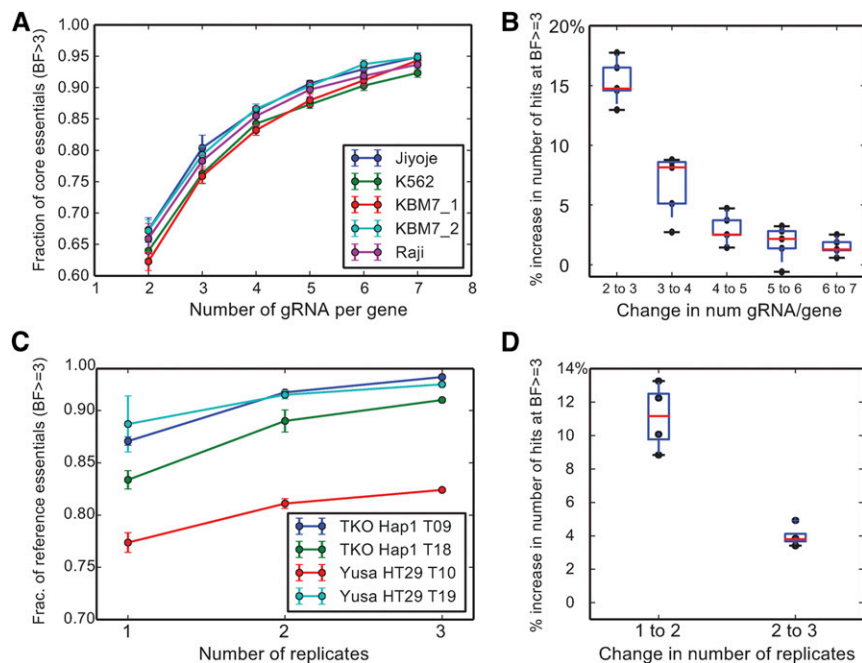 A
Fraction of core essentials (BF>3)
1.00
0.95
0.90
0.85
0.80
0.75
0.70
0.65
0.60
1 2 3 4 5 6 7 8
Number of gRNA per gene
Jiyoje
K562
KBM7_1
KBM7_2
Raji
B
% increase in number of hits at BF>=3
20%
15
10
5
0
2 to 3 3 to 4 4 to 5 5 to 6 6 to 7
Change in num gRNA/gene
C
Frac. of reference essentials (BF>=3)
1.00
0.90
0.85
0.80
0.70
1 2 3
Number of replicates
TKO Hap1 T09
TKO Hap1 T18
Yusa HT29 T10
Yusa HT29 T19
D
% increase in number of hits at BF>=3
14%
12
10
8
6
4
2
0
1 to 2 2 to 3
Change in number of replicates